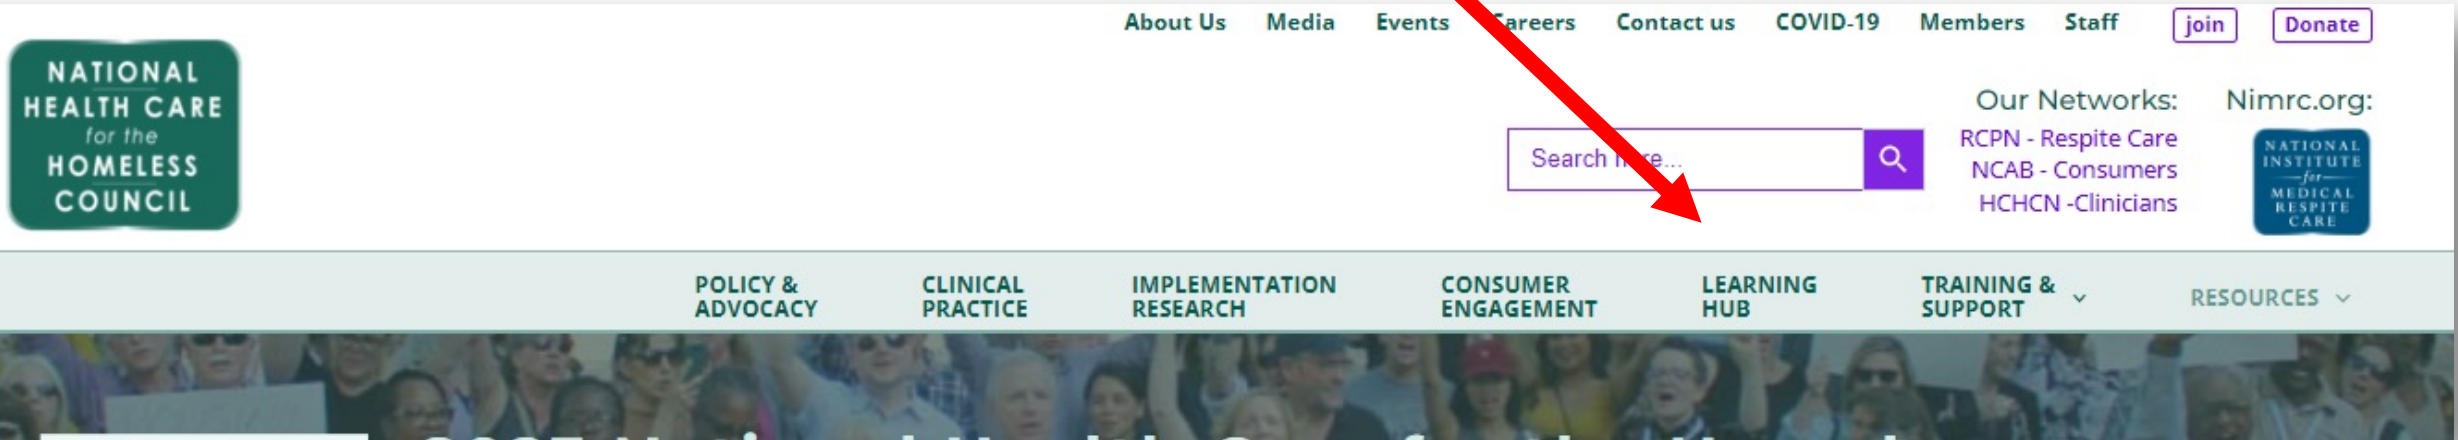 About Us Media Events Careers Contact us COVID-19 Members Staff join Donate
NATIONAL
HEALTH CARE
for the
HOMELESS
COUNCIL
Search here...
Our Networks:
RCPN - Respite Care
NCAB - Consumers
HCHCN -Clinicians
Nimrc.org:
NATIONAL
INSTITUTE
for
MEDICAL
RESPITE
CARE
POLICY &
ADVOCACY
CLINICAL
PRACTICE
IMPLEMENTATION
RESEARCH
CONSUMER
ENGAGEMENT
LEARNING
HUB
TRAINING &
SUPPORT
RESOURCES